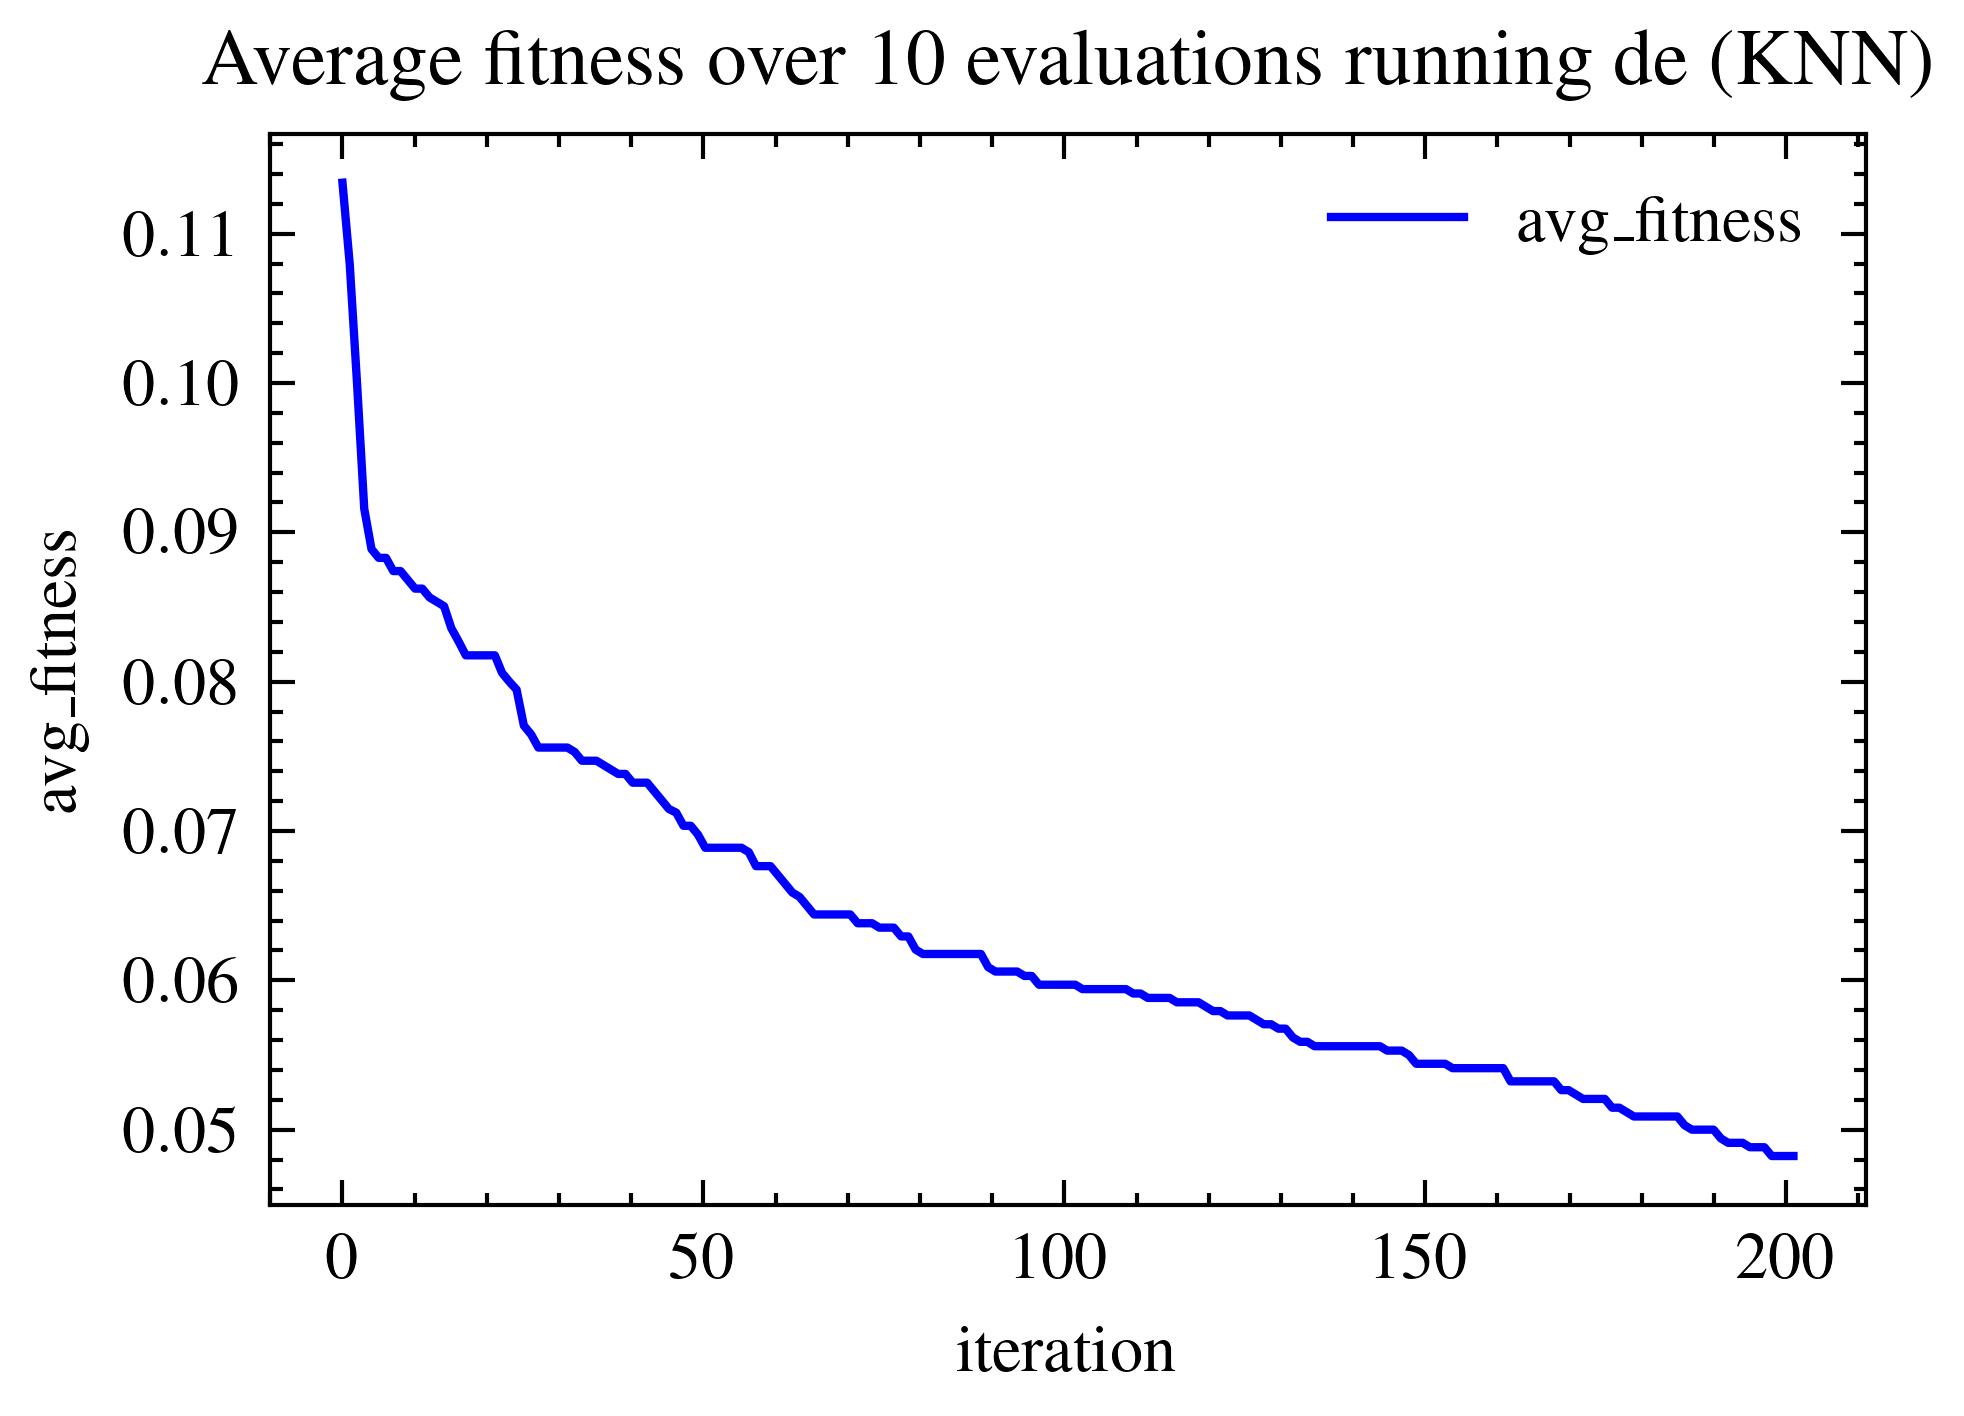 Average fitness over 10 evaluations running de (KNN)
avg_fitness
0.11
0.10
0.09
0.08
0.07
0.06
0.05
avg_fitness
0 50 100 150 200
iteration